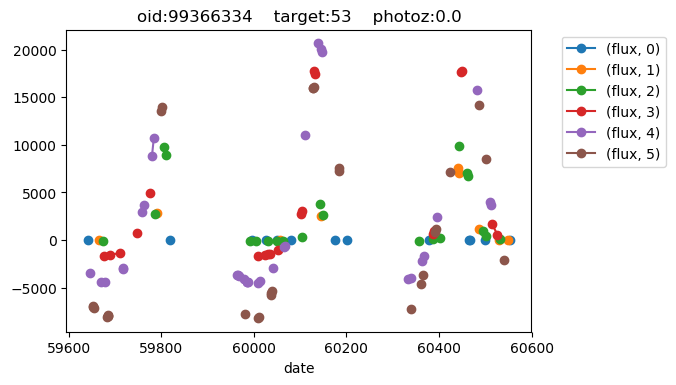 oid:99366334    target:53    photoz:0.0
20000
15000
10000
5000
0
−5000
59600 59800 60000 60200 60400 60600
date
(flux, 0)
(flux, 1)
(flux, 2)
(flux, 3)
(flux, 4)
(flux, 5)